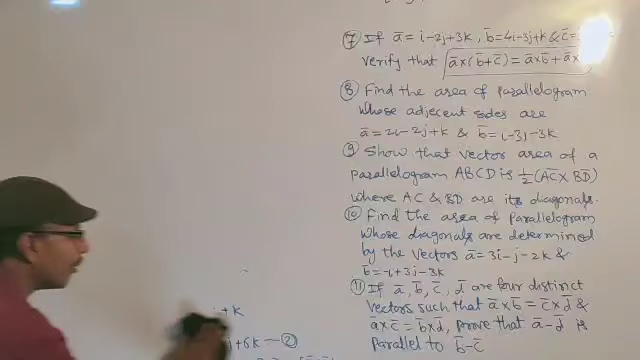 ⑦ If ā = i-2j+3k, b̄ = 4i-3j+k & c̄ =
verify that ā×(b̄+c̄) = ā×b̄ + ā×
⑧ Find the area of parallelogram
whose adjecent sides are
ā = 2i-2j+k & b̄ = i-3j-3k
⑨ Show that vector area of a
parallelogram ABCD is ½(AC̅ × BD̅)
where AC & BD are its diagonals.
⑩ Find the area of parallelogram
whose diagonals are determined
by the vectors ā = 3i-j-2k &
b̄ = -i+3j-3k
⑪ If ā, b̄, c̄, d̄ are four distinct
vectors such that ā×b̄ = c̄×d̄ &
ā×c̄ = b̄×d̄, prove that ā-d̄ is
parallel to b̄-c̄
+k
j+6k —②